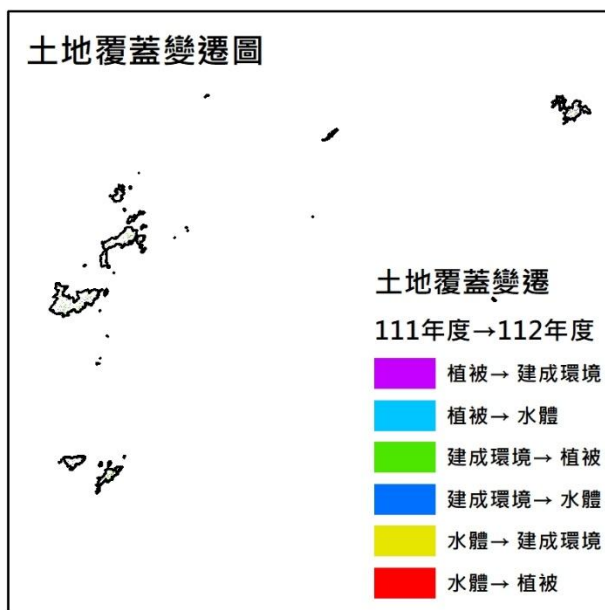 土地覆蓋變遷圖
土地覆蓋變遷
111年度→112年度
植被→ 建成環境
植被→ 水體
建成環境→ 植被
建成環境→ 水體
水體→ 建成環境
水體→ 植被